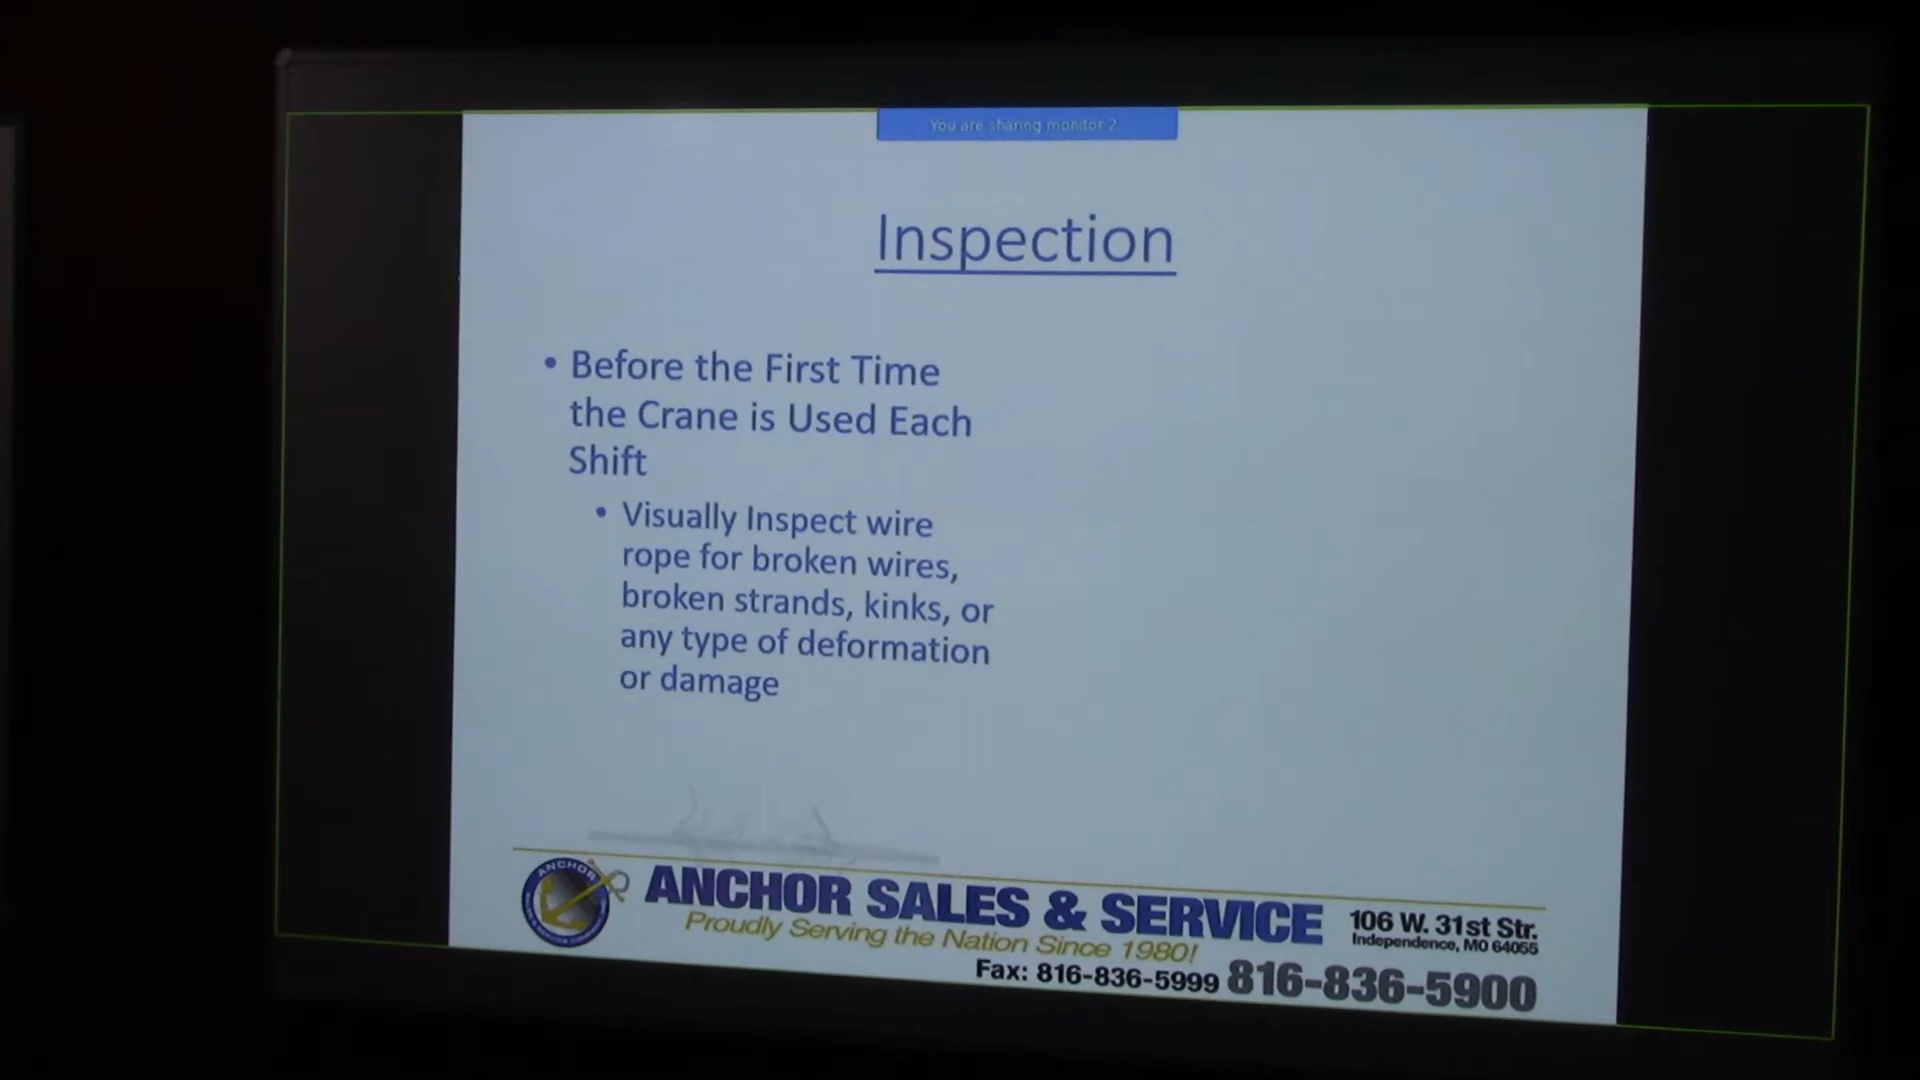 You are sharing monitor 2
Inspection
• Before the First Time
the Crane is Used Each
Shift
• Visually Inspect wire
rope for broken wires,
broken strands, kinks, or
any type of deformation
or damage
ANCHOR
ANCHOR SALES & SERVICE
Proudly Serving the Nation Since 1980!
106 W. 31st Str.
Independence, MO 64055
Fax: 816-836-5999 816-836-5900